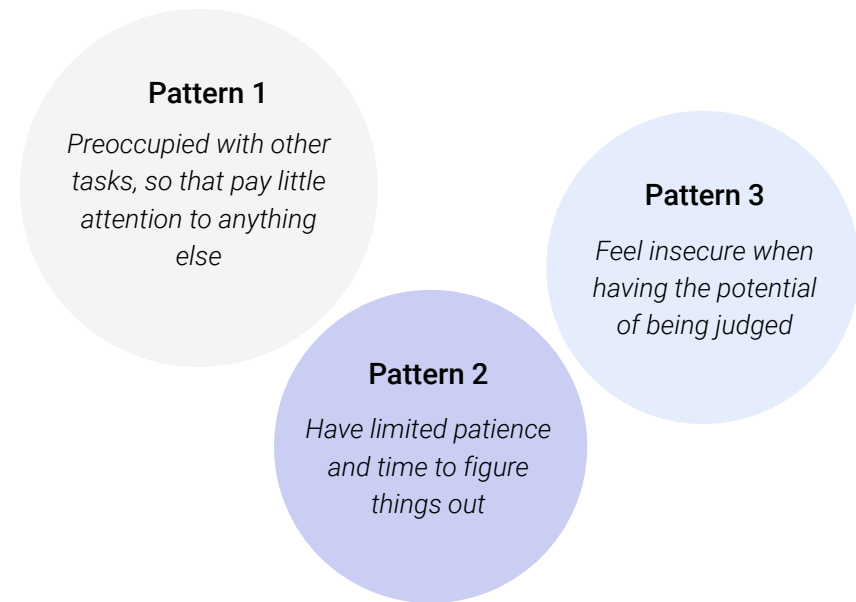 Pattern 1
Preoccupied with other
tasks, so that pay little
attention to anything
else
Pattern 2
Have limited patience
and time to figure
things out
Pattern 3
Feel insecure when
having the potential
of being judged